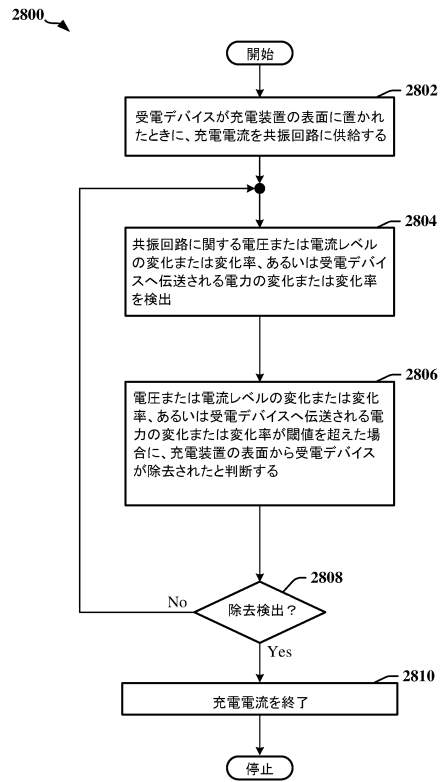 2800
開始
2802
受電デバイスが充電装置の表面に置かれ
たときに、充電電流を共振回路に供給する
2804
共振回路に関する電圧または電流レベル
の変化または変化率、あるいは受電デバイ
スへ伝送される電力の変化または変化率
を検出
2806
電圧または電流レベルの変化または変化
率、あるいは受電デバイスへ伝送される電
力の変化または変化率が閾値を超えた場
合に、充電装置の表面から受電デバイス
が除去されたと判断する
2808
除去検出？
No
Yes
2810
充電電流を終了
停止